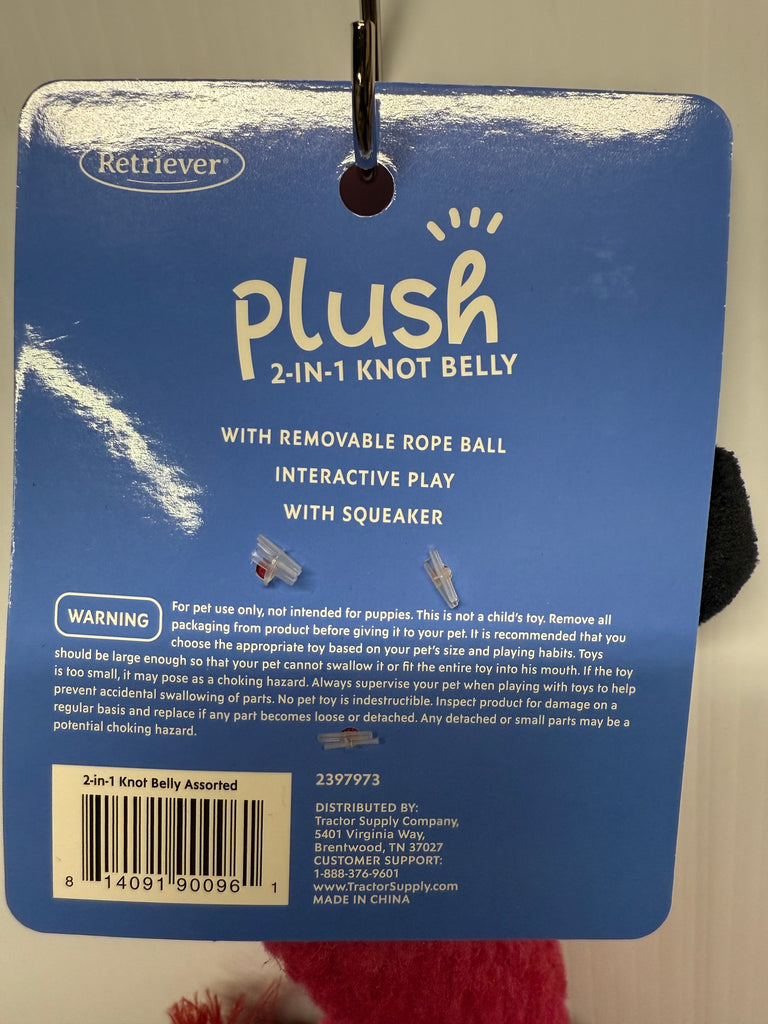 Retriever®
plush
2-IN-1 KNOT BELLY
WITH REMOVABLE ROPE BALL
INTERACTIVE PLAY
WITH SQUEAKER
WARNING
For pet use only, not intended for puppies. This is not a child's toy. Remove all
packaging from product before giving it to your pet. It is recommended that you
choose the appropriate toy based on your pet's size and playing habits. Toys
should be large enough so that your pet cannot swallow it or fit the entire toy into his mouth. If the toy
is too small, it may pose as a choking hazard. Always supervise your pet when playing with toys to help
prevent accidental swallowing of parts. No pet toy is indestructible. Inspect product for damage on a
regular basis and replace if any part becomes loose or detached. Any detached or small parts may be a
potential choking hazard.
2-in-1 Knot Belly Assorted
8 14091 90096 1
2397973
DISTRIBUTED BY:
Tractor Supply Company,
5401 Virginia Way,
Brentwood, TN 37027
CUSTOMER SUPPORT:
1-888-376-9601
www.TractorSupply.com
MADE IN CHINA